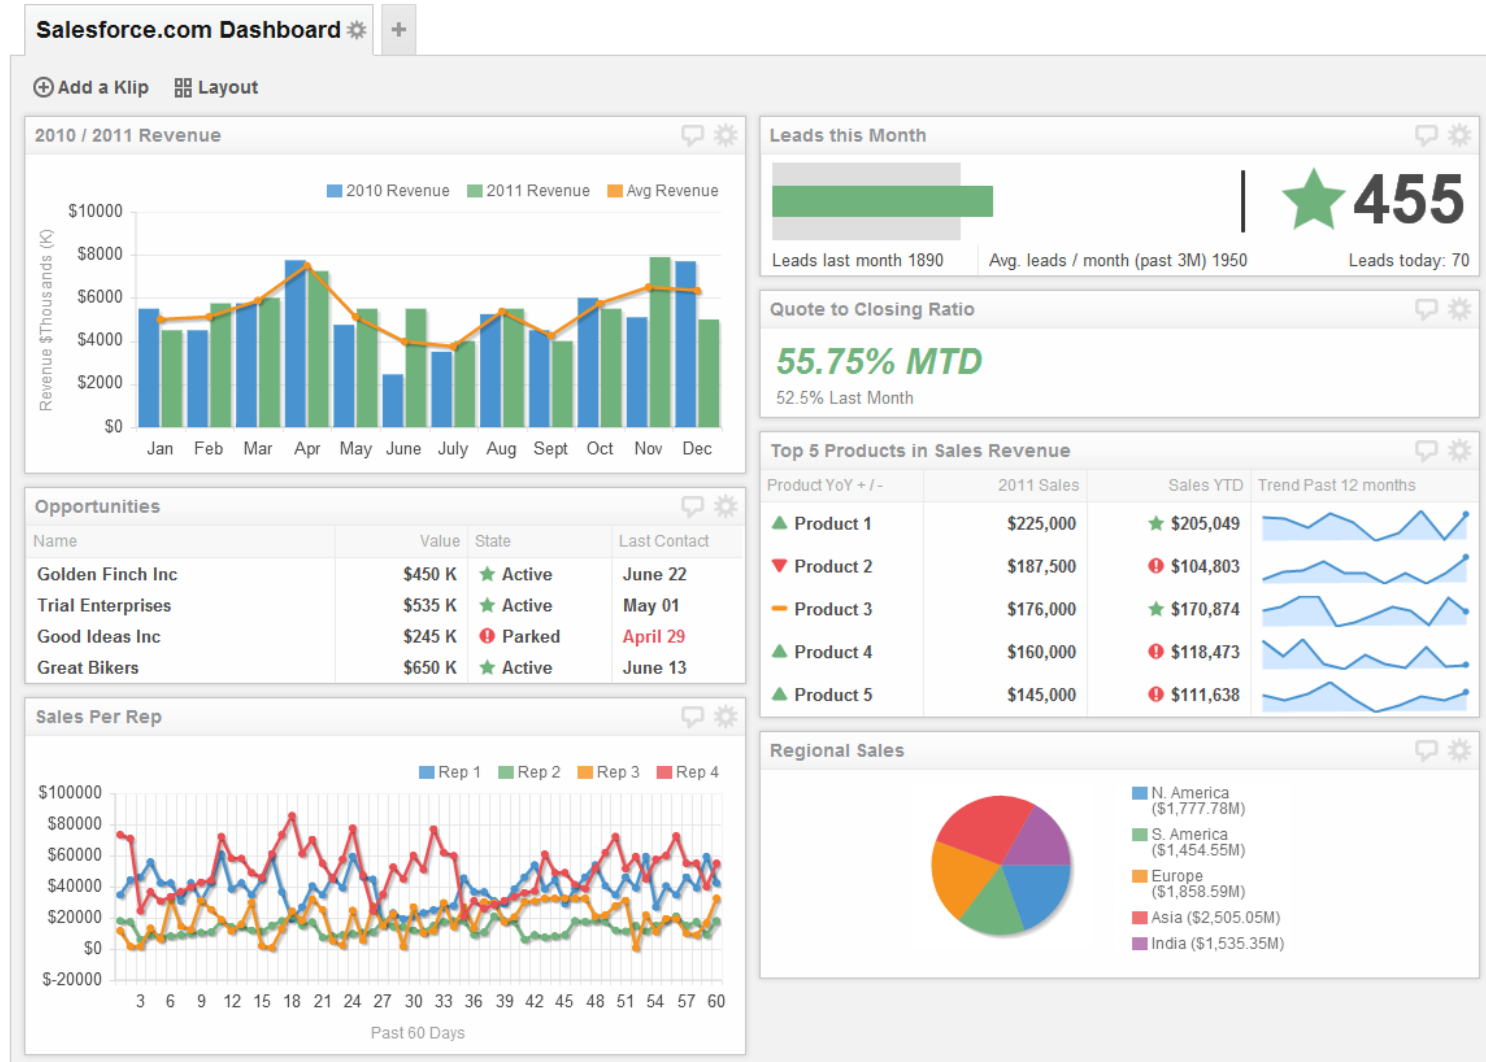 Salesforce.com Dashboard
+
Add a Klip Layout
2010 / 2011 Revenue
2010 Revenue 2011 Revenue Avg Revenue
Revenue $Thousands (K)
$10000
$8000
$6000
$4000
$2000
$0
Jan Feb Mar Apr May June July Aug Sept Oct Nov Dec
Opportunities
Name Value State Last Contact
Golden Finch Inc $450 K Active June 22
Trial Enterprises $535 K Active May 01
Good Ideas Inc $245 K Parked April 29
Great Bikers $650 K Active June 13
Sales Per Rep
Rep 1 Rep 2 Rep 3 Rep 4
$100000
$80000
$60000
$40000
$20000
$0
$-20000
3 6 9 12 15 18 21 24 27 30 33 36 39 42 45 48 51 54 57 60
Past 60 Days
Leads this Month
455
Leads last month 1890 Avg. leads / month (past 3M) 1950 Leads today: 70
Quote to Closing Ratio
55.75% MTD
52.5% Last Month
Top 5 Products in Sales Revenue
Product YoY + / - 2011 Sales Sales YTD Trend Past 12 months
Product 1 $225,000 $205,049
Product 2 $187,500 $104,803
Product 3 $176,000 $170,874
Product 4 $160,000 $118,473
Product 5 $145,000 $111,638
Regional Sales
N. America
($1,777.78M)
S. America
($1,454.55M)
Europe
($1,858.59M)
Asia ($2,505.05M)
India ($1,535.35M)